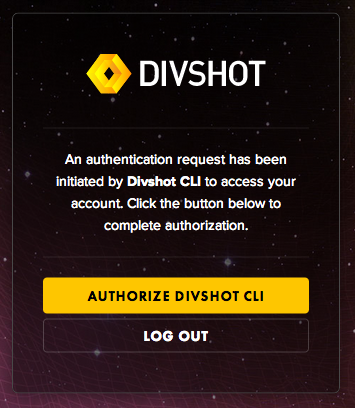 DIVSHOT
An authentication request has been
initiated by Divshot CLI to access your
account. Click the button below to
complete authorization.
AUTHORIZE DIVSHOT CLI
LOG OUT